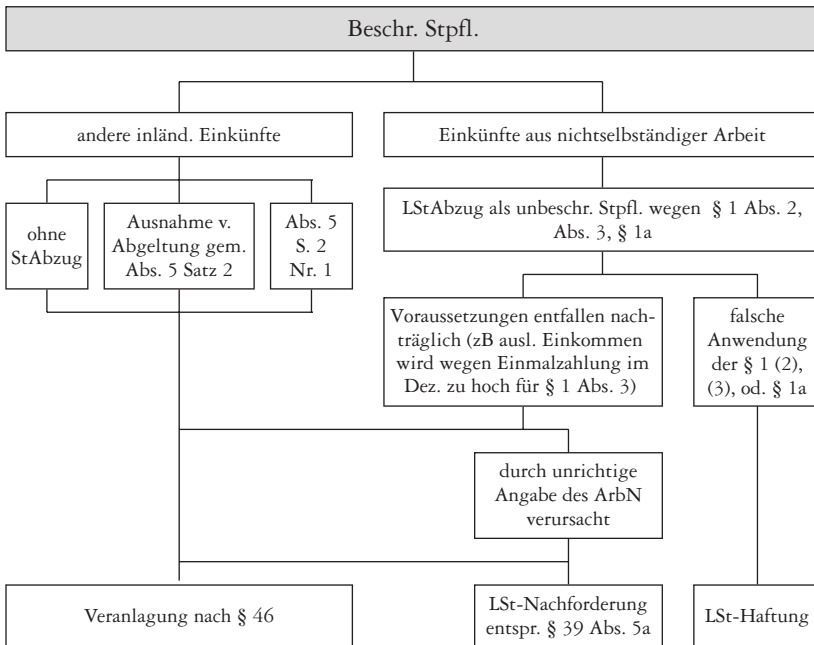 Beschr. Stpfl.
andere inländ. Einkünfte
Einkünfte aus nichtselbständiger Arbeit
ohne
StAbzug
Ausnahme v.
Abgeltung gem.
Abs. 5 Satz 2
Abs. 5
S. 2
Nr. 1
LStAbzug als unbeschr. Stpfl. wegen § 1 Abs. 2,
Abs. 3, § 1a
Voraussetzungen entfallen nach-
träglich (zB ausl. Einkommen
wird wegen Einmalzahlung im
Dez. zu hoch für § 1 Abs. 3)
falsche
Anwendung
der § 1 (2),
(3), od. § 1a
durch unrichtige
Angabe des ArbN
verursacht
Veranlagung nach § 46
LSt-Nachforderung
entspr. § 39 Abs. 5a
LSt-Haftung